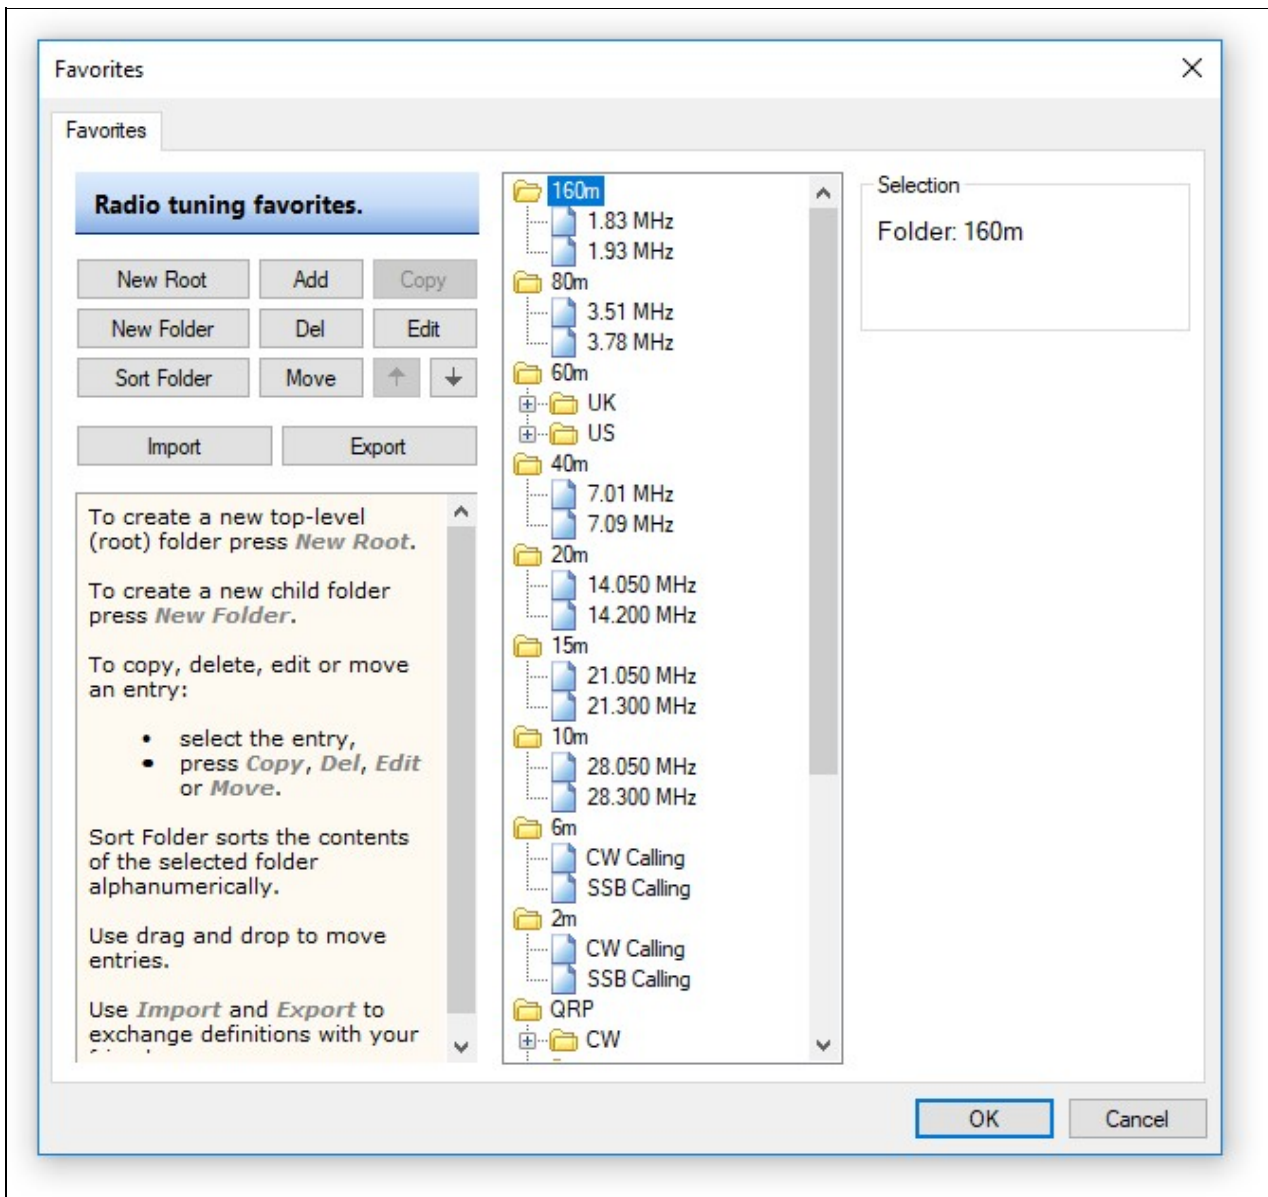 Favorites
Favorites
Radio tuning favorites.
New Root
Add
Copy
New Folder
Del
Edit
Sort Folder
Move
Import
Export
To create a new top-level
(root) folder press New Root.
To create a new child folder
press New Folder.
To copy, delete, edit or move
an entry:
• select the entry,
• press Copy, Del, Edit
or Move.
Sort Folder sorts the contents
of the selected folder
alphanumerically.
Use drag and drop to move
entries.
Use Import and Export to
exchange definitions with your
160m
1.83 MHz
1.93 MHz
80m
3.51 MHz
3.78 MHz
60m
UK
US
40m
7.01 MHz
7.09 MHz
20m
14.050 MHz
14.200 MHz
15m
21.050 MHz
21.300 MHz
10m
28.050 MHz
28.300 MHz
6m
CW Calling
SSB Calling
2m
CW Calling
SSB Calling
QRP
CW
Selection
Folder: 160m
OK
Cancel